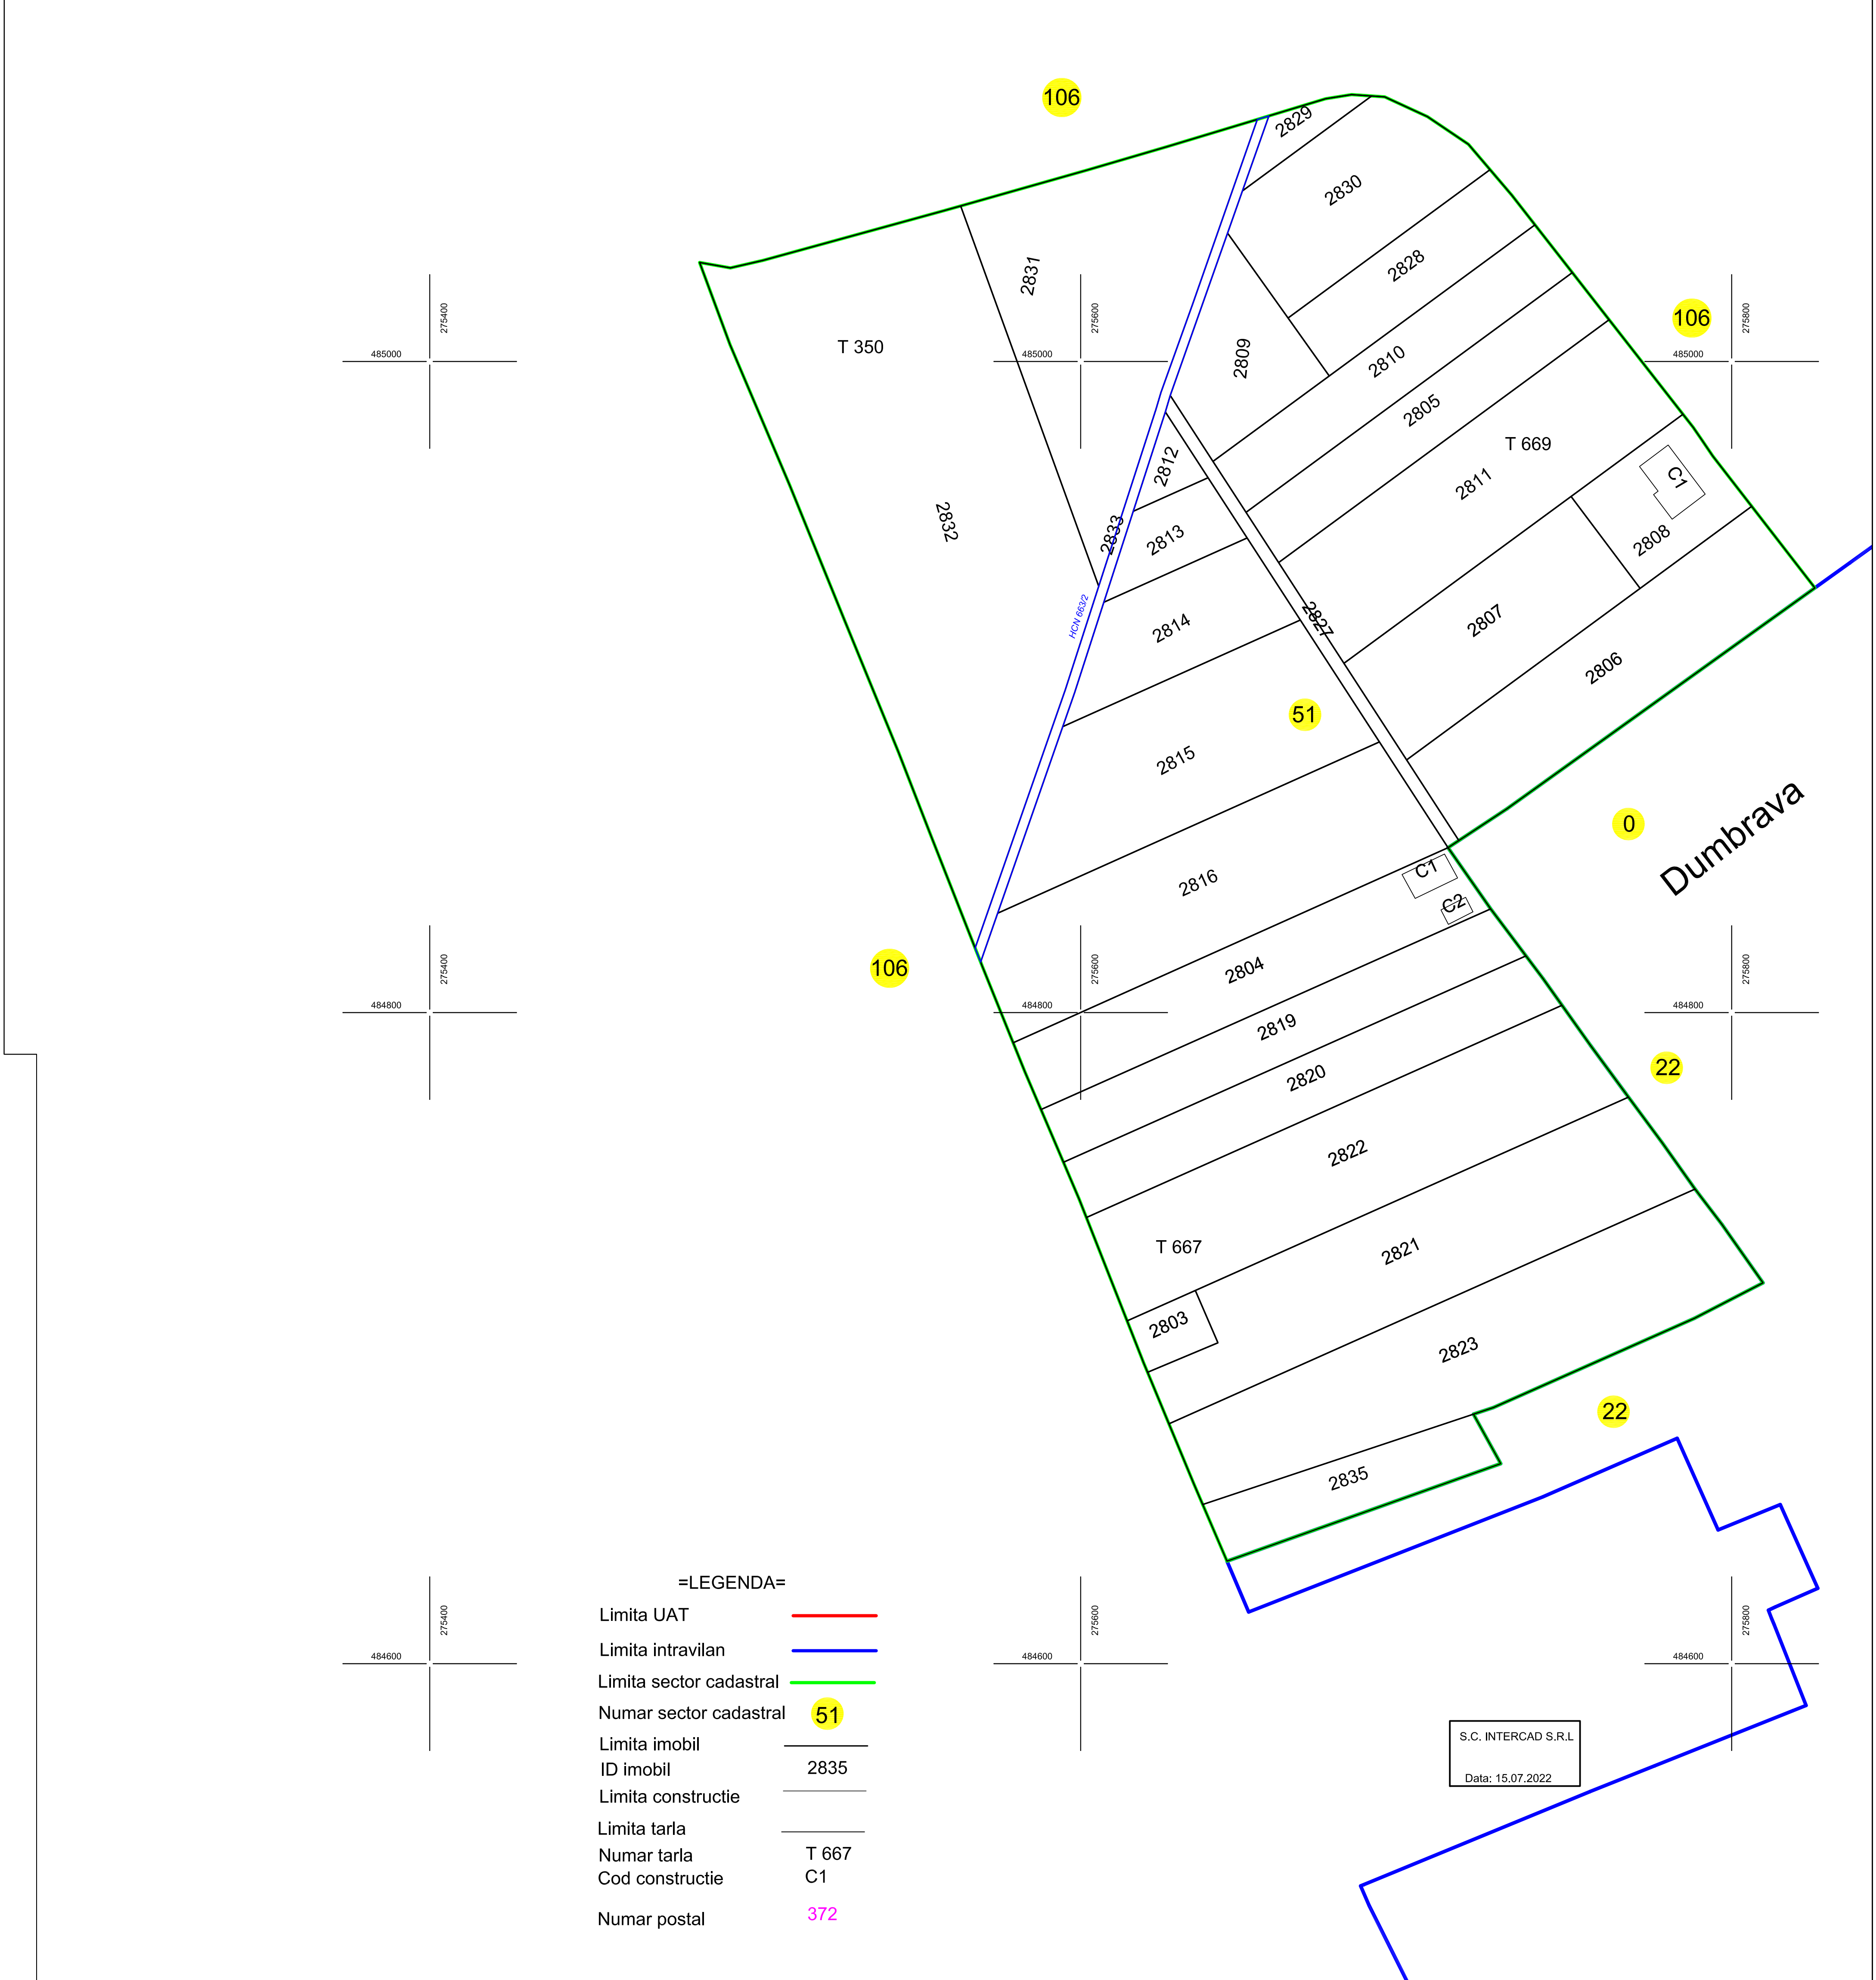 106
2829
2830
2828
2831
275400
275600
106
275800
T 350
485000
485000
2809
2810
485000
2805
T 669
2812
2811
C1
2832
2833
2813
2808
HCN 663/2
2814
2827
2807
2806
51
2815
0
Dumbrava
C1
2816
C2
106
275400
275600
2804
275800
484800
484800
2819
484800
22
2820
2822
T 667
2821
2803
2823
22
2835
=LEGENDA=
Limita UAT
275400
275600
275800
Limita intravilan
484600
484600
484600
Limita sector cadastral
Numar sector cadastral 51
Limita imobil
ID imobil 2835
Limita constructie
Limita tarla
Numar tarla T 667
Cod constructie C1
Numar postal 372
S.C. INTERCAD S.R.L
Data: 15.07.2022